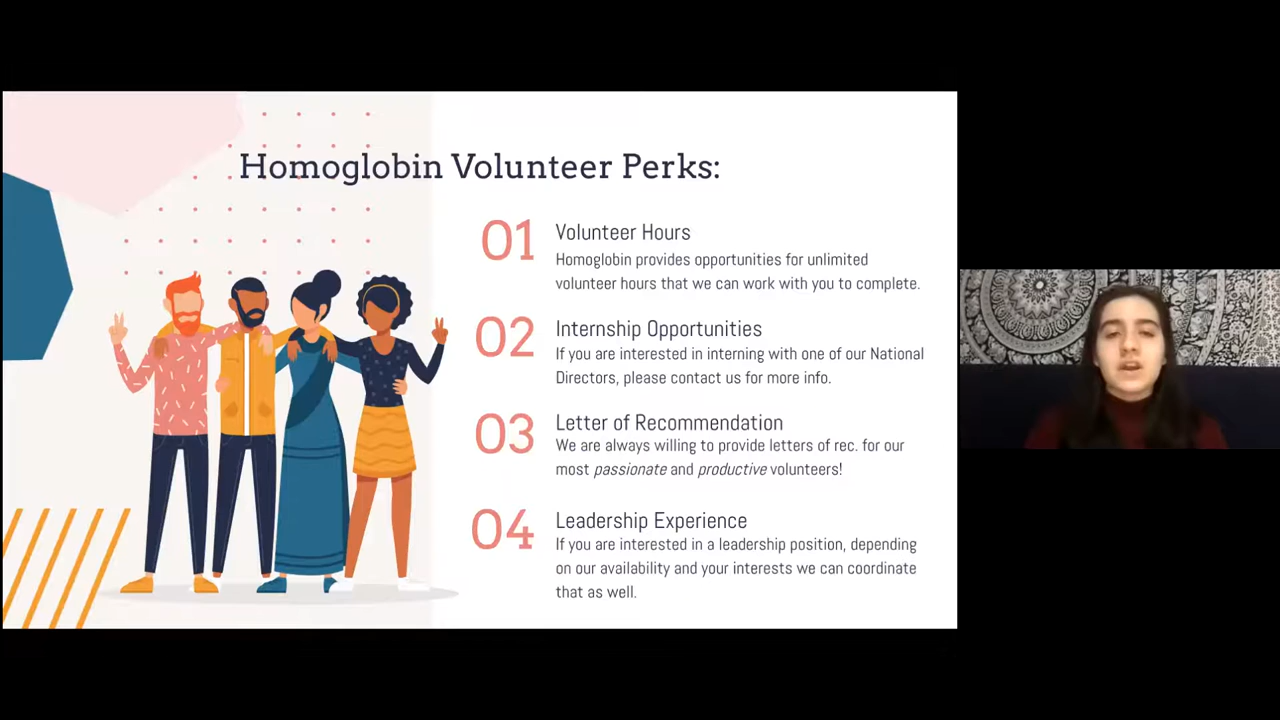 Homoglobin Volunteer Perks:
01
Volunteer Hours
Homoglobin provides opportunities for unlimited
volunteer hours that we can work with you to complete.
02
Internship Opportunities
If you are interested in interning with one of our National
Directors, please contact us for more info.
03
Letter of Recommendation
We are always willing to provide letters of rec. for our
most passionate and productive volunteers!
04
Leadership Experience
If you are interested in a leadership position, depending
on our availability and your interests we can coordinate
that as well.